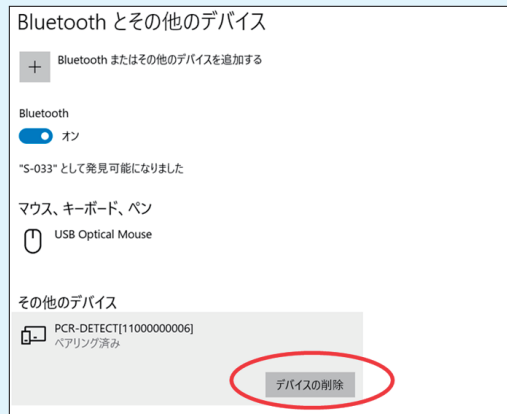 Bluetooth とその他のデバイス
Bluetooth またはその他のデバイスを追加する
Bluetooth
オン
"S-033" として発見可能になりました
マウス、キーボード、ペン
USB Optical Mouse
その他のデバイス
PCR-DETECT[11000000006]
ペアリング済み
デバイスの削除